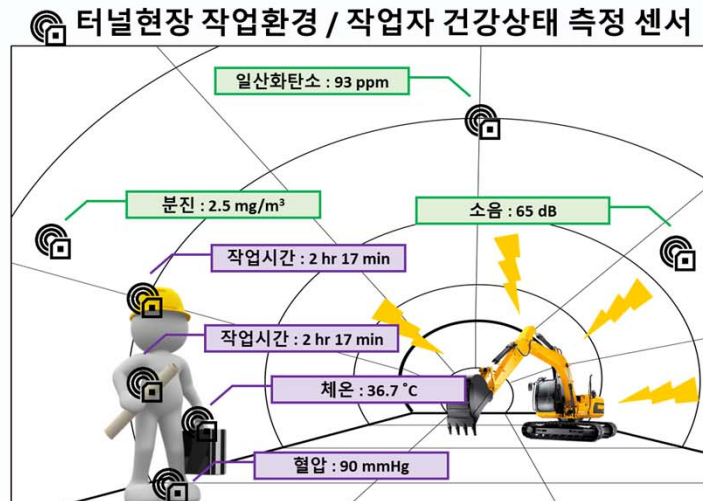 터널현장 작업환경 / 작업자 건강상태 측정 센서
일산화탄소 : 93 ppm
분진 : 2.5 mg/m³
소음 : 65 dB
작업시간 : 2 hr 17 min
작업시간 : 2 hr 17 min
체온 : 36.7 ˚C
혈압 : 90 mmHg